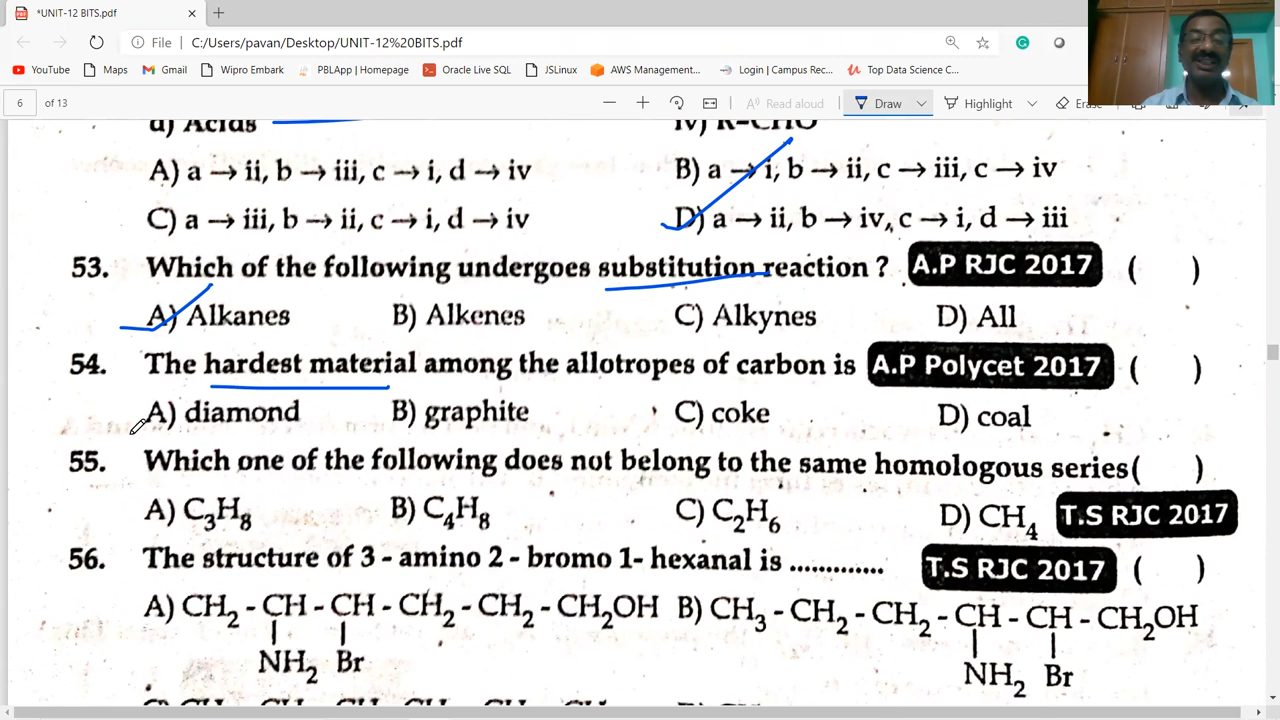 *UNIT-12 BITS.pdf
File C:/Users/pavan/Desktop/UNIT-12%20BITS.pdf
YouTube Maps Gmail Wipro Embark PBLApp | Homepage Oracle Live SQL JSLinux AWS Management... Login | Campus Rec... Top Data Science C...
6 of 13 Read aloud Draw Highlight Erase
d) Acids iv) R–CHO
A) a → ii, b → iii, c → i, d → iv B) a → i, b → ii, c → iii, c → iv
C) a → iii, b → ii, c → i, d → iv D) a → ii, b → iv, c → i, d → iii
53. Which of the following undergoes substitution reaction ? A.P RJC 2017 ( )
A) Alkanes B) Alkenes C) Alkynes D) All
54. The hardest material among the allotropes of carbon is A.P Polycet 2017 ( )
A) diamond B) graphite C) coke D) coal
55. Which one of the following does not belong to the same homologous series ( )
A) C3H8 B) C4H8 C) C2H6 D) CH4 T.S RJC 2017
56. The structure of 3 - amino 2 - bromo 1- hexanal is ............. T.S RJC 2017 ( )
A) CH2 - CH - CH - CH2 - CH2 - CH2OH B) CH3 - CH2 - CH2 - CH - CH - CH2OH
NH2 Br NH2 Br